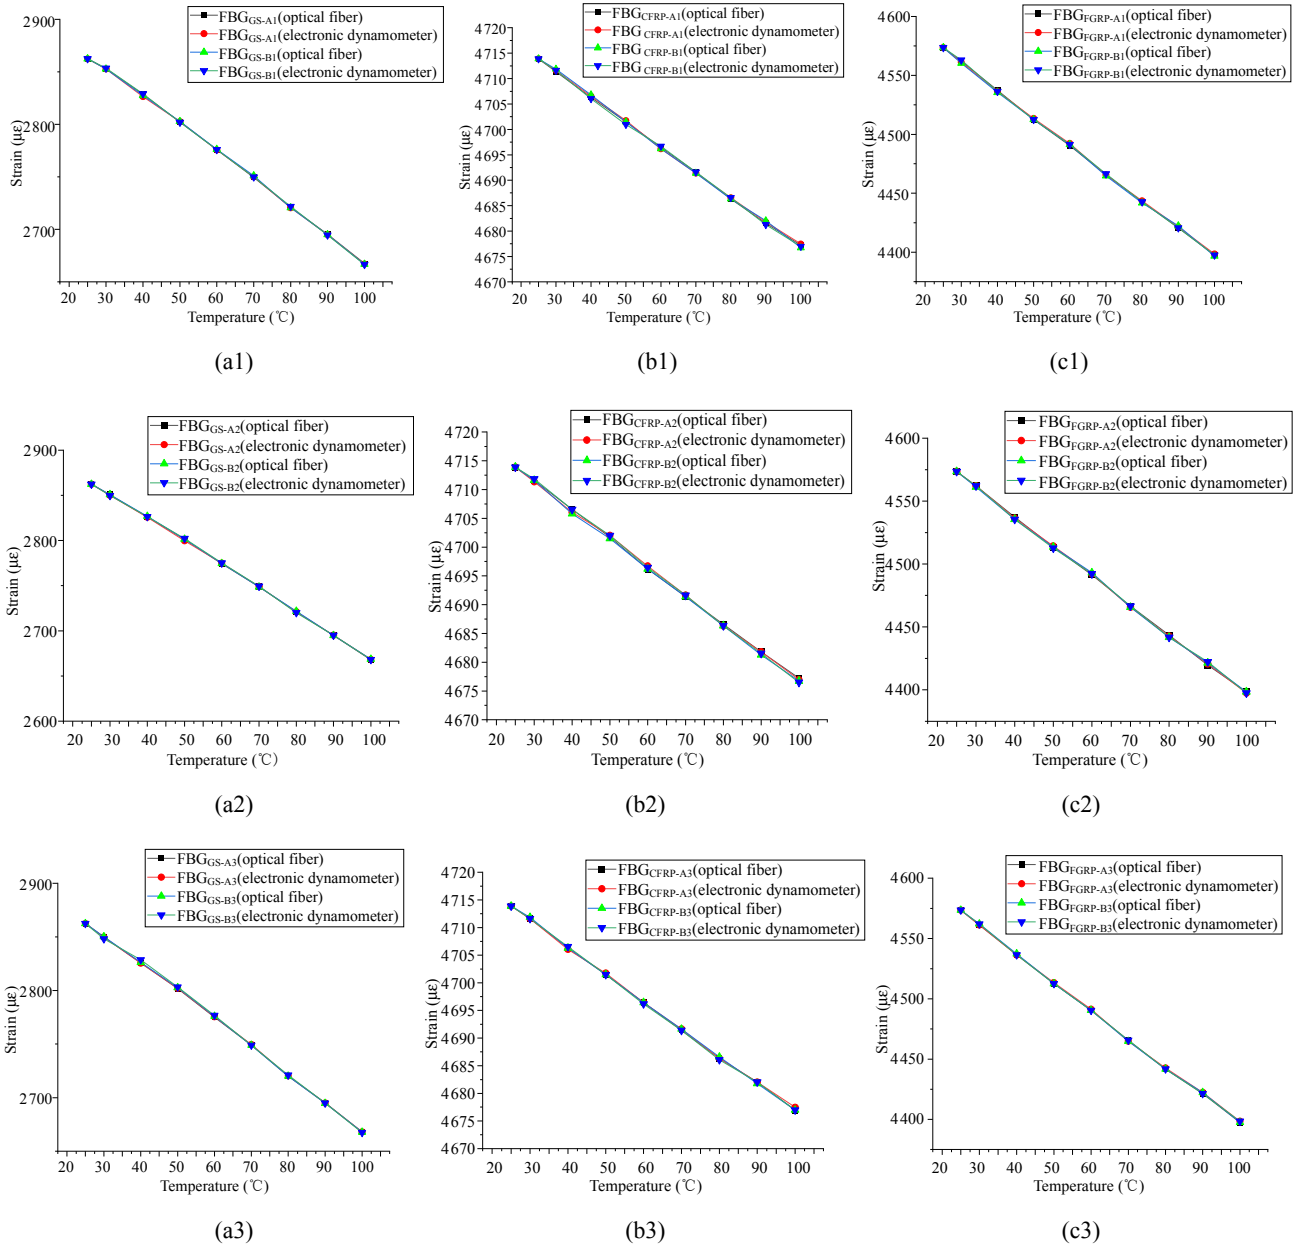 FBGGS-A1(optical fiber)
FBGGS-A1(electronic dynamometer)
FBGGS-B1(optical fiber)
FBGGS-B1(electronic dynamometer)
2900
2800
2700
Strain (με)
20 30 40 50 60 70 80 90 100
Temperature (℃)
(a1)
FBGCFRP-A1(optical fiber)
FBGCFRP-A1(electronic dynamometer)
FBGCFRP-B1(optical fiber)
FBGCFRP-B1(electronic dynamometer)
4720
4715
4710
4705
4700
4695
4690
4685
4680
4675
4670
Strain (με)
20 30 40 50 60 70 80 90 100
Temperature (℃)
(b1)
FBGFGRP-A1(optical fiber)
FBGFGRP-A1(electronic dynamometer)
FBGFGRP-B1(optical fiber)
FBGFGRP-B1(electronic dynamometer)
4600
4550
4500
4450
4400
Strain (με)
20 30 40 50 60 70 80 90 100
Temperature (℃)
(c1)
FBGGS-A2(optical fiber)
FBGGS-A2(electronic dynamometer)
FBGGS-B2(optical fiber)
FBGGS-B2(electronic dynamometer)
2900
2800
2700
2600
Strain (με)
20 30 40 50 60 70 80 90 100
Temperature (℃)
(a2)
FBGCFRP-A2(optical fiber)
FBGCFRP-A2(electronic dynamometer)
FBGCFRP-B2(optical fiber)
FBGCFRP-B2(electronic dynamometer)
4720
4715
4710
4705
4700
4695
4690
4685
4680
4675
4670
Strain (με)
20 30 40 50 60 70 80 90 100
Temperature (℃)
(b2)
FBGFGRP-A2(optical fiber)
FBGFGRP-A2(electronic dynamometer)
FBGFGRP-B2(optical fiber)
FBGFGRP-B2(electronic dynamometer)
4600
4550
4500
4450
4400
Strain (με)
20 30 40 50 60 70 80 90 100
Temperature (℃)
(c2)
FBGGS-A3(optical fiber)
FBGGS-A3(electronic dynamometer)
FBGGS-B3(optical fiber)
FBGGS-B3(electronic dynamometer)
2900
2800
2700
Strain (με)
20 30 40 50 60 70 80 90 100
Temperature (℃)
(a3)
FBGCFRP-A3(optical fiber)
FBGCFRP-A3(electronic dynamometer)
FBGCFRP-B3(optical fiber)
FBGCFRP-B3(electronic dynamometer)
4720
4715
4710
4705
4700
4695
4690
4685
4680
4675
4670
Strain (με)
20 30 40 50 60 70 80 90 100
Temperature (℃)
(b3)
FBGFGRP-A3(optical fiber)
FBGFGRP-A3(electronic dynamometer)
FBGFGRP-B3(optical fiber)
FBGFGRP-B3(electronic dynamometer)
4600
4550
4500
4450
4400
Strain (με)
20 30 40 50 60 70 80 90 100
Temperature (℃)
(c3)